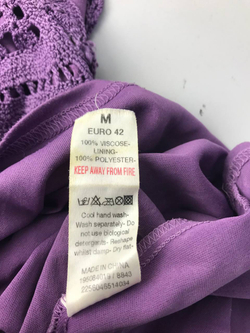 M
EURO 42
100% VISCOSE-
LINING-
100% POLYESTER-
KEEP AWAY FROM FIRE
Cool hand wash-
Wash separately- Do
not use biological
detergents- Reshape
whilst damp- Dry flat-
MADE IN CHINA